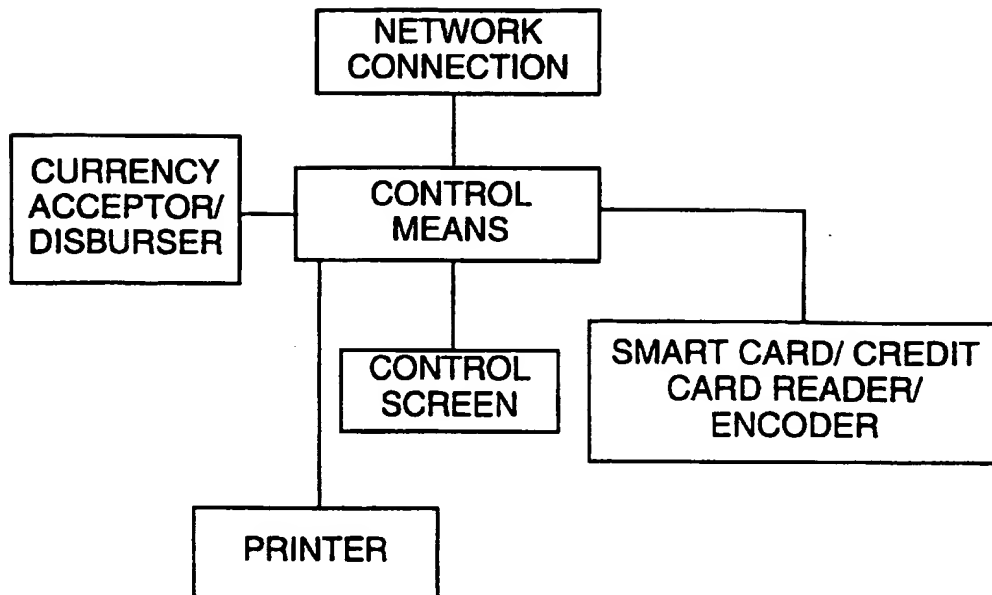 NETWORK
CONNECTION
CURRENCY
ACCEPTOR/
DISBURSER
CONTROL
MEANS
CONTROL
SCREEN
SMART CARD/ CREDIT
CARD READER/
ENCODER
PRINTER